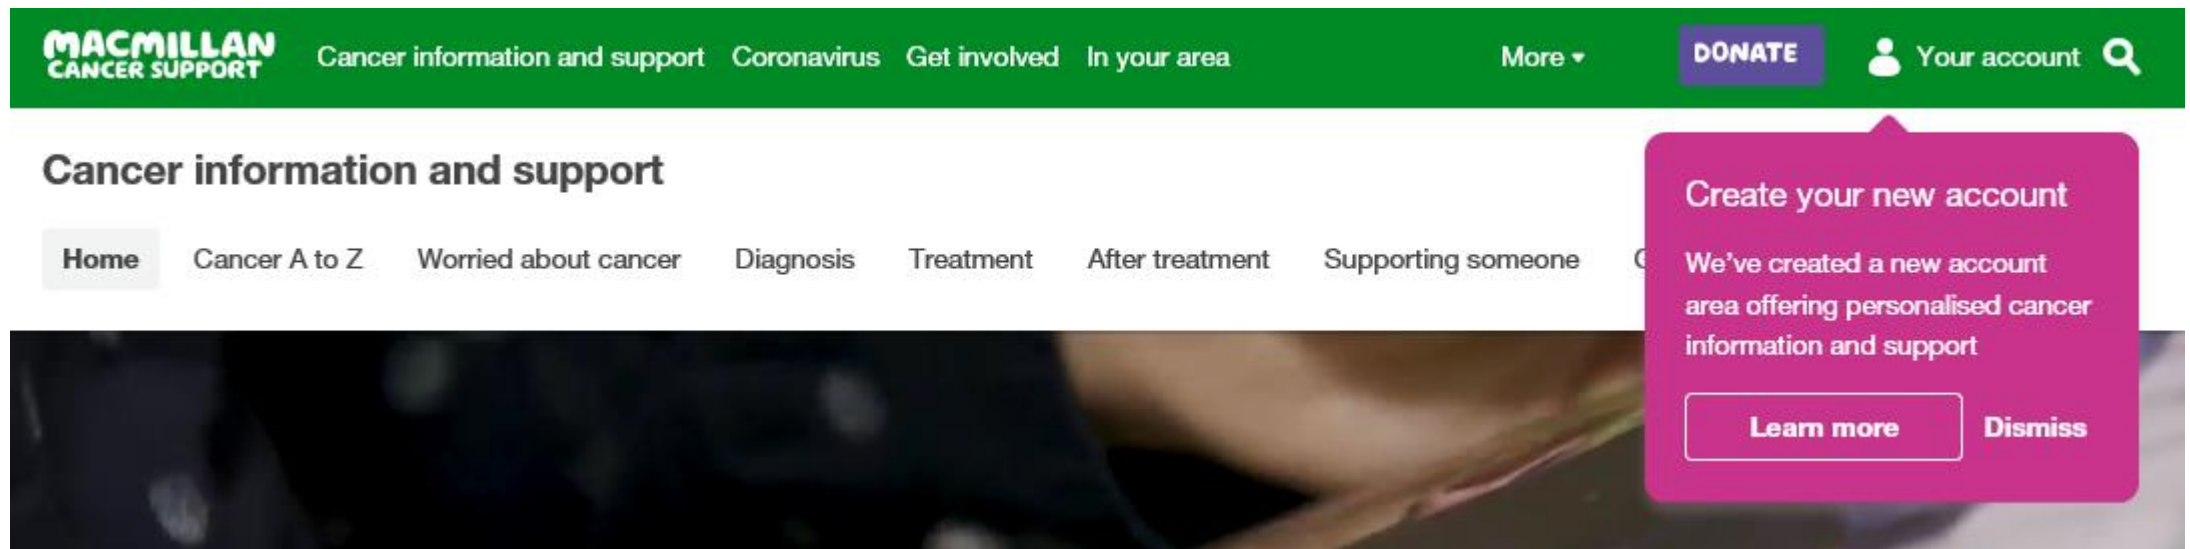 MACMILLAN
CANCER SUPPORT
Cancer information and support Coronavirus Get involved In your area More DONATE Your account
Cancer information and support
Home Cancer A to Z Worried about cancer Diagnosis Treatment After treatment Supporting someone
Create your new account
We've created a new account
area offering personalised cancer
information and support
Learn more Dismiss